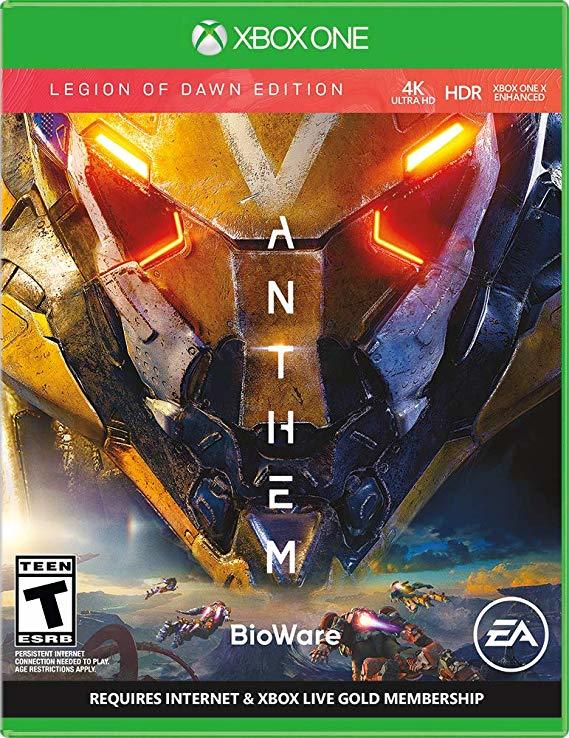 XBOX ONE
LEGION OF DAWN EDITION
4K
ULTRA HD
HDR
XBOX ONE X
ENHANCED
ANTHEM
TEEN
T
ESRB
PERSISTENT INTERNET
CONNECTION NEEDED TO PLAY.
AGE RESTRICTIONS APPLY.
BioWare
EA
REQUIRES INTERNET & XBOX LIVE GOLD MEMBERSHIP